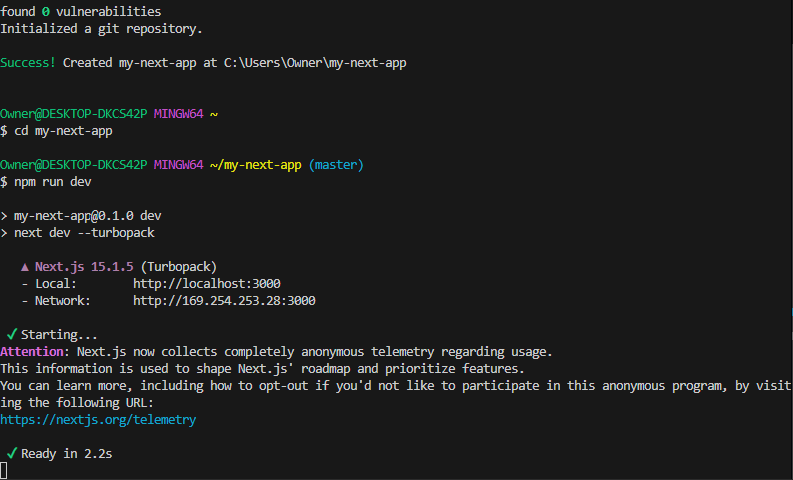 found 0 vulnerabilities
Initialized a git repository.
Success! Created my-next-app at C:\Users\Owner\my-next-app
Owner@DESKTOP-DKCS42P MINGW64 ~
$ cd my-next-app
Owner@DESKTOP-DKCS42P MINGW64 ~/my-next-app (master)
$ npm run dev
> my-next-app@0.1.0 dev
> next dev --turbopack
▲ Next.js 15.1.5 (Turbopack)
- Local: http://localhost:3000
- Network: http://169.254.253.28:3000
✓ Starting...
Attention: Next.js now collects completely anonymous telemetry regarding usage.
This information is used to shape Next.js' roadmap and prioritize features.
You can learn more, including how to opt-out if you'd not like to participate in this anonymous program, by visit
ing the following URL:
https://nextjs.org/telemetry
✓ Ready in 2.2s